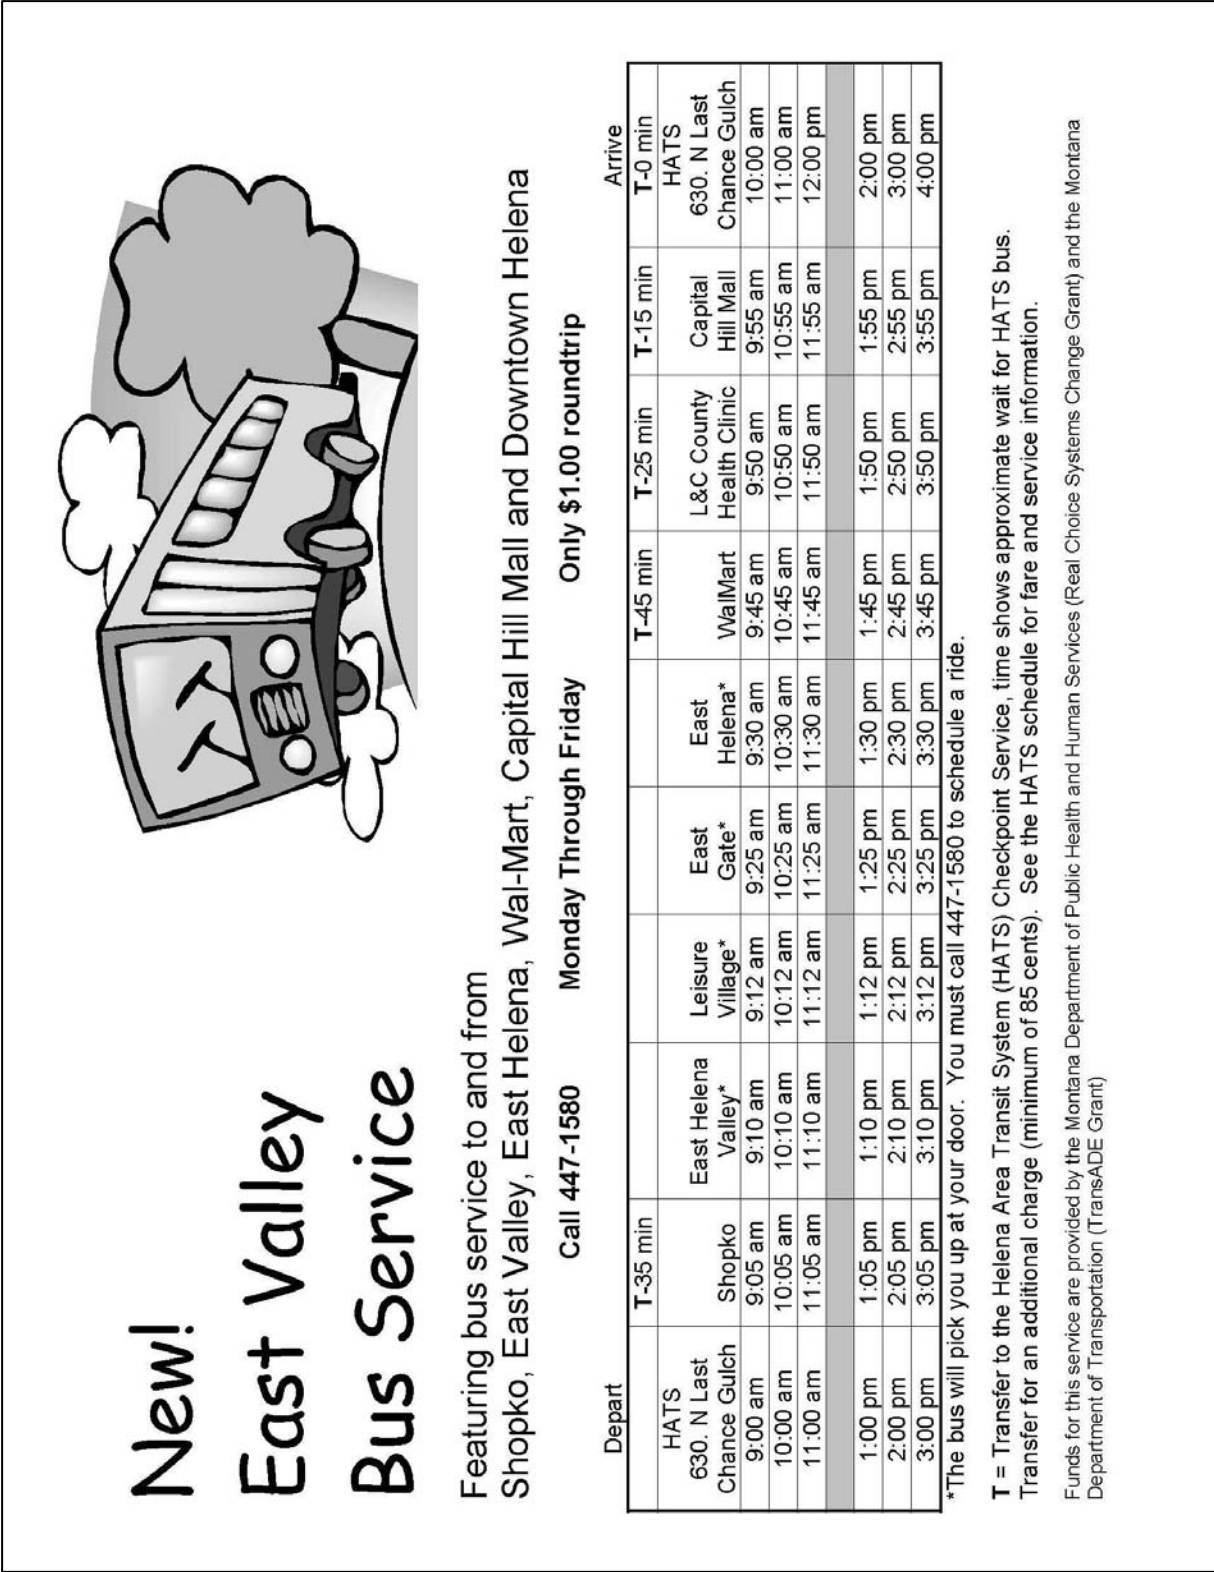 New!
East Valley
Bus Service
Featuring bus service to and from
Shopko, East Valley, East Helena, Wal-Mart, Capital Hill Mall and Downtown Helena
Call 447-1580 Monday Through Friday Only $1.00 roundtrip
Depart Arrive
T-35 min T-45 min T-25 min T-15 min T-0 min
HATS HATS
630. N Last East Helena Leisure East East L&C County Capital 630. N Last
Chance Gulch Shopko Valley* Village* Gate* Helena* WalMart Health Clinic Hill Mall Chance Gulch
9:00 am 9:05 am 9:10 am 9:12 am 9:25 am 9:30 am 9:45 am 9:50 am 9:55 am 10:00 am
10:00 am 10:05 am 10:10 am 10:12 am 10:25 am 10:30 am 10:45 am 10:50 am 10:55 am 11:00 am
11:00 am 11:05 am 11:10 am 11:12 am 11:25 am 11:30 am 11:45 am 11:50 am 11:55 am 12:00 pm
1:00 pm 1:05 pm 1:10 pm 1:12 pm 1:25 pm 1:30 pm 1:45 pm 1:50 pm 1:55 pm 2:00 pm
2:00 pm 2:05 pm 2:10 pm 2:12 pm 2:25 pm 2:30 pm 2:45 pm 2:50 pm 2:55 pm 3:00 pm
3:00 pm 3:05 pm 3:10 pm 3:12 pm 3:25 pm 3:30 pm 3:45 pm 3:50 pm 3:55 pm 4:00 pm
*The bus will pick you up at your door. You must call 447-1580 to schedule a ride.
T = Transfer to the Helena Area Transit System (HATS) Checkpoint Service, time shows approximate wait for HATS bus.
Transfer for an additional charge (minimum of 85 cents). See the HATS schedule for fare and service information.
Funds for this service are provided by the Montana Department of Public Health and Human Services (Real Choice Systems Change Grant) and the Montana
Department of Transportation (TransADE Grant)